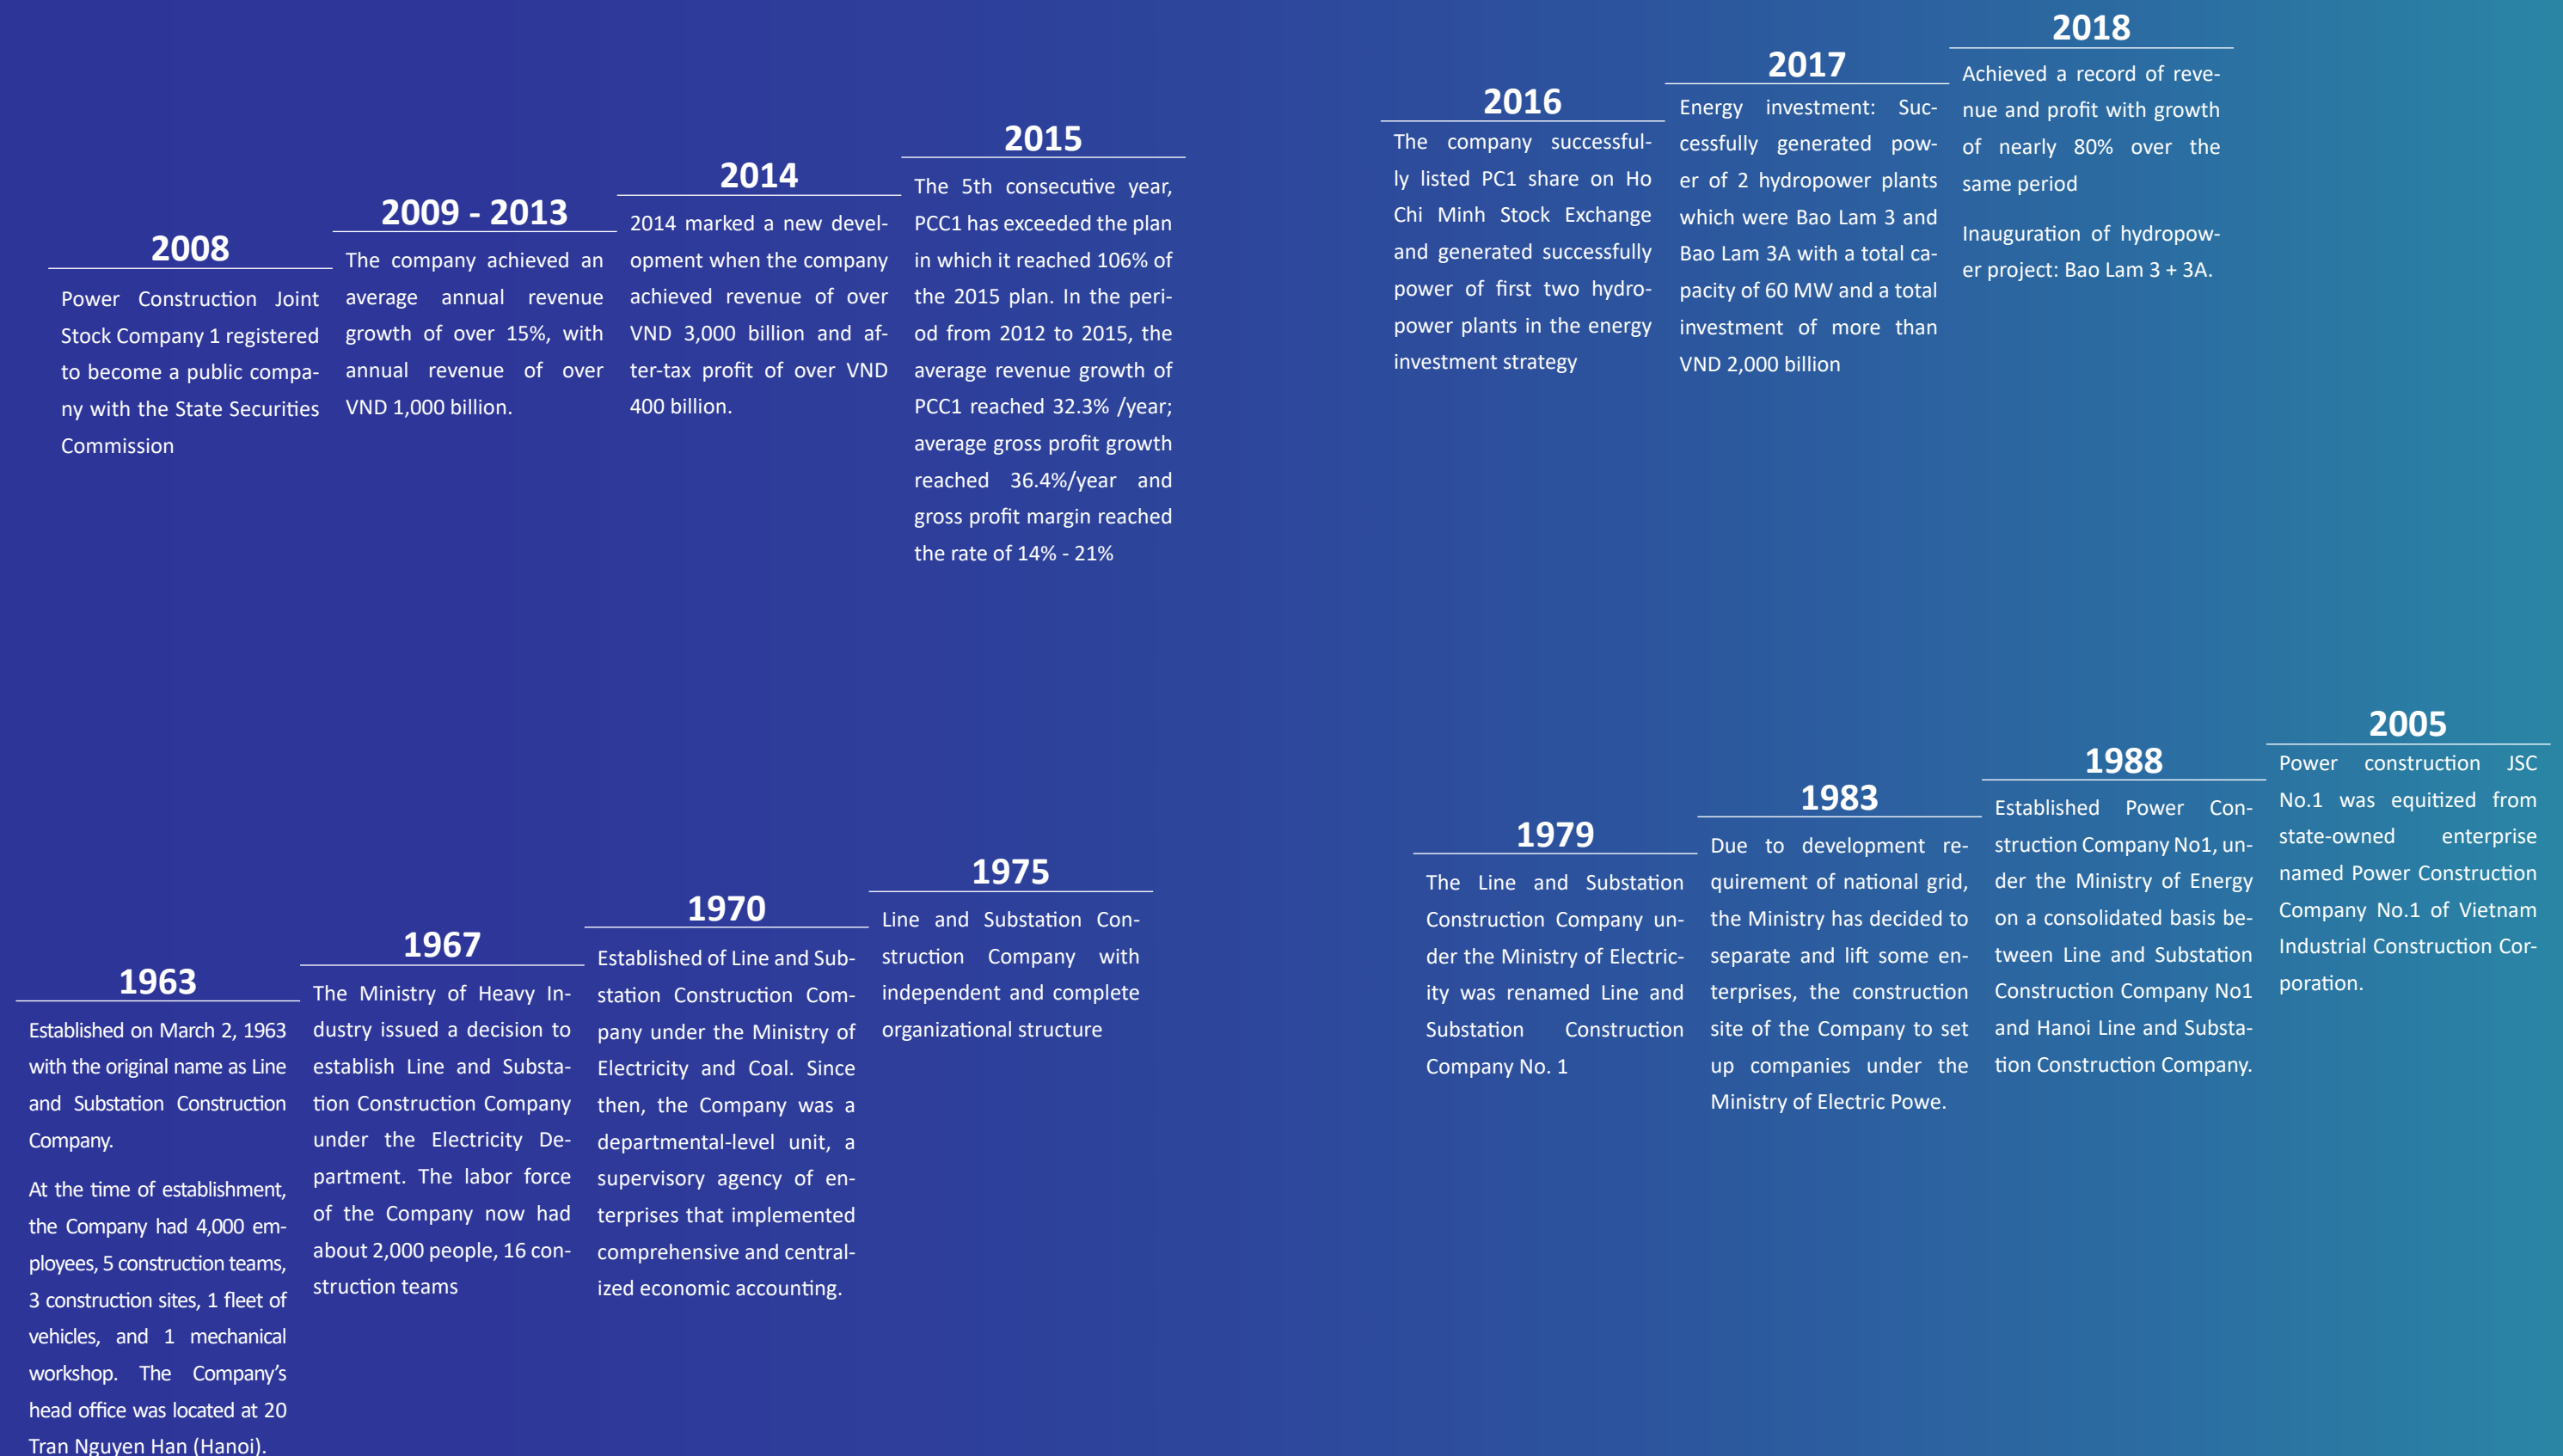 2008
Power Construction Joint
Stock Company 1 registered
to become a public compa-
ny with the State Securities
Commission
2009 - 2013
The company achieved an
average annual revenue
growth of over 15%, with
annual revenue of over
VND 1,000 billion.
2014
2014 marked a new devel-
opment when the company
achieved revenue of over
VND 3,000 billion and af-
ter-tax profit of over VND
400 billion.
2015
The 5th consecutive year,
PCC1 has exceeded the plan
in which it reached 106% of
the 2015 plan. In the peri-
od from 2012 to 2015, the
average revenue growth of
PCC1 reached 32.3% /year;
average gross profit growth
reached 36.4%/year and
gross profit margin reached
the rate of 14% - 21%
2016
The company successful-
ly listed PC1 share on Ho
Chi Minh Stock Exchange
and generated successfully
power of first two hydro-
power plants in the energy
investment strategy
2017
Energy investment: Suc-
cessfully generated pow-
er of 2 hydropower plants
which were Bao Lam 3 and
Bao Lam 3A with a total ca-
pacity of 60 MW and a total
investment of more than
VND 2,000 billion
2018
Achieved a record of reve-
nue and profit with growth
of nearly 80% over the
same period
Inauguration of hydropow-
er project: Bao Lam 3 + 3A.
1963
Established on March 2, 1963
with the original name as Line
and Substation Construction
Company.
At the time of establishment,
the Company had 4,000 em-
ployees, 5 construction teams,
3 construction sites, 1 fleet of
vehicles, and 1 mechanical
workshop. The Company’s
head office was located at 20
Tran Nguyen Han (Hanoi).
1967
The Ministry of Heavy In-
dustry issued a decision to
establish Line and Substa-
tion Construction Company
under the Electricity De-
partment. The labor force
of the Company now had
about 2,000 people, 16 con-
struction teams
1970
Established of Line and Sub-
station Construction Com-
pany under the Ministry of
Electricity and Coal. Since
then, the Company was a
departmental-level unit, a
supervisory agency of en-
terprises that implemented
comprehensive and central-
ized economic accounting.
1975
Line and Substation Con-
struction Company with
independent and complete
organizational structure
1979
The Line and Substation
Construction Company un-
der the Ministry of Electric-
ity was renamed Line and
Substation Construction
Company No. 1
1983
Due to development re-
quirement of national grid,
the Ministry has decided to
separate and lift some en-
terprises, the construction
site of the Company to set
up companies under the
Ministry of Electric Powe.
1988
Established Power Con-
struction Company No1, un-
der the Ministry of Energy
on a consolidated basis be-
tween Line and Substation
Construction Company No1
and Hanoi Line and Substa-
tion Construction Company.
2005
Power construction JSC
No.1 was equitized from
state-owned enterprise
named Power Construction
Company No.1 of Vietnam
Industrial Construction Cor-
poration.